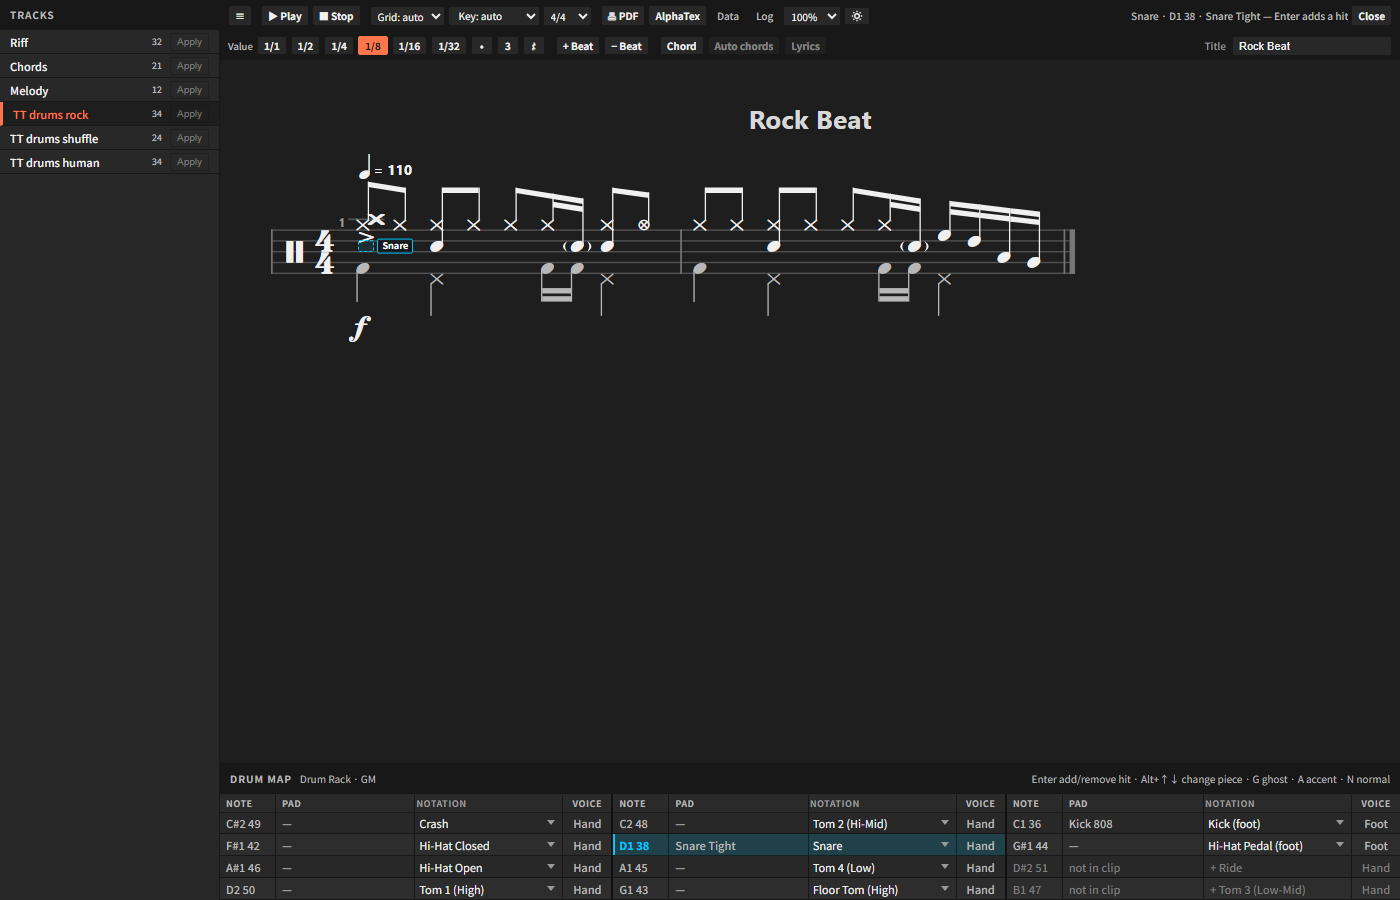 TRACKS
Riff 32 Apply
Chords 21 Apply
Melody 12 Apply
TT drums rock 34 Apply
TT drums shuffle 24 Apply
TT drums human 34 Apply
Play Stop Grid: auto Key: auto 4/4 PDF AlphaTex Data Log 100% Snare · D1 38 · Snare Tight — Enter adds a hit Close
Value 1/1 1/2 1/4 1/8 1/16 1/32 • 3 + Beat − Beat Chord Auto chords Lyrics Title Rock Beat
Rock Beat
= 110
1
4
4
Snare
f
DRUM MAP Drum Rack · GM Enter add/remove hit · Alt+↑↓ change piece · G ghost · A accent · N normal
NOTE PAD NOTATION VOICE NOTE PAD NOTATION VOICE NOTE PAD NOTATION VOICE
C#2 49 — Crash Hand C2 48 — Tom 2 (Hi-Mid) Hand C1 36 Kick 808 Kick (foot) Foot
F#1 42 — Hi-Hat Closed Hand D1 38 Snare Tight Snare Hand G#1 44 — Hi-Hat Pedal (foot) Foot
A#1 46 — Hi-Hat Open Hand A1 45 — Tom 4 (Low) Hand D#2 51 not in clip + Ride Hand
D2 50 — Tom 1 (High) Hand G1 43 — Floor Tom (High) Hand B1 47 not in clip + Tom 3 (Low-Mid) Hand